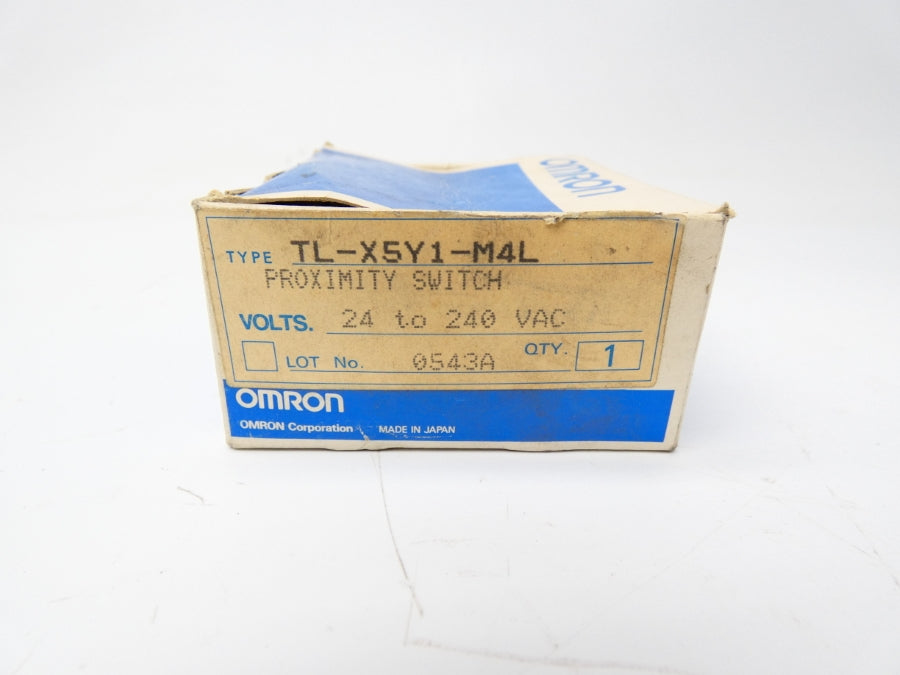 OMRON
TYPE TL-X5Y1-M4L
PROXIMITY SWITCH
VOLTS. 24 to 240 VAC
LOT No. 0543A QTY. 1
OMRON
OMRON Corporation MADE IN JAPAN